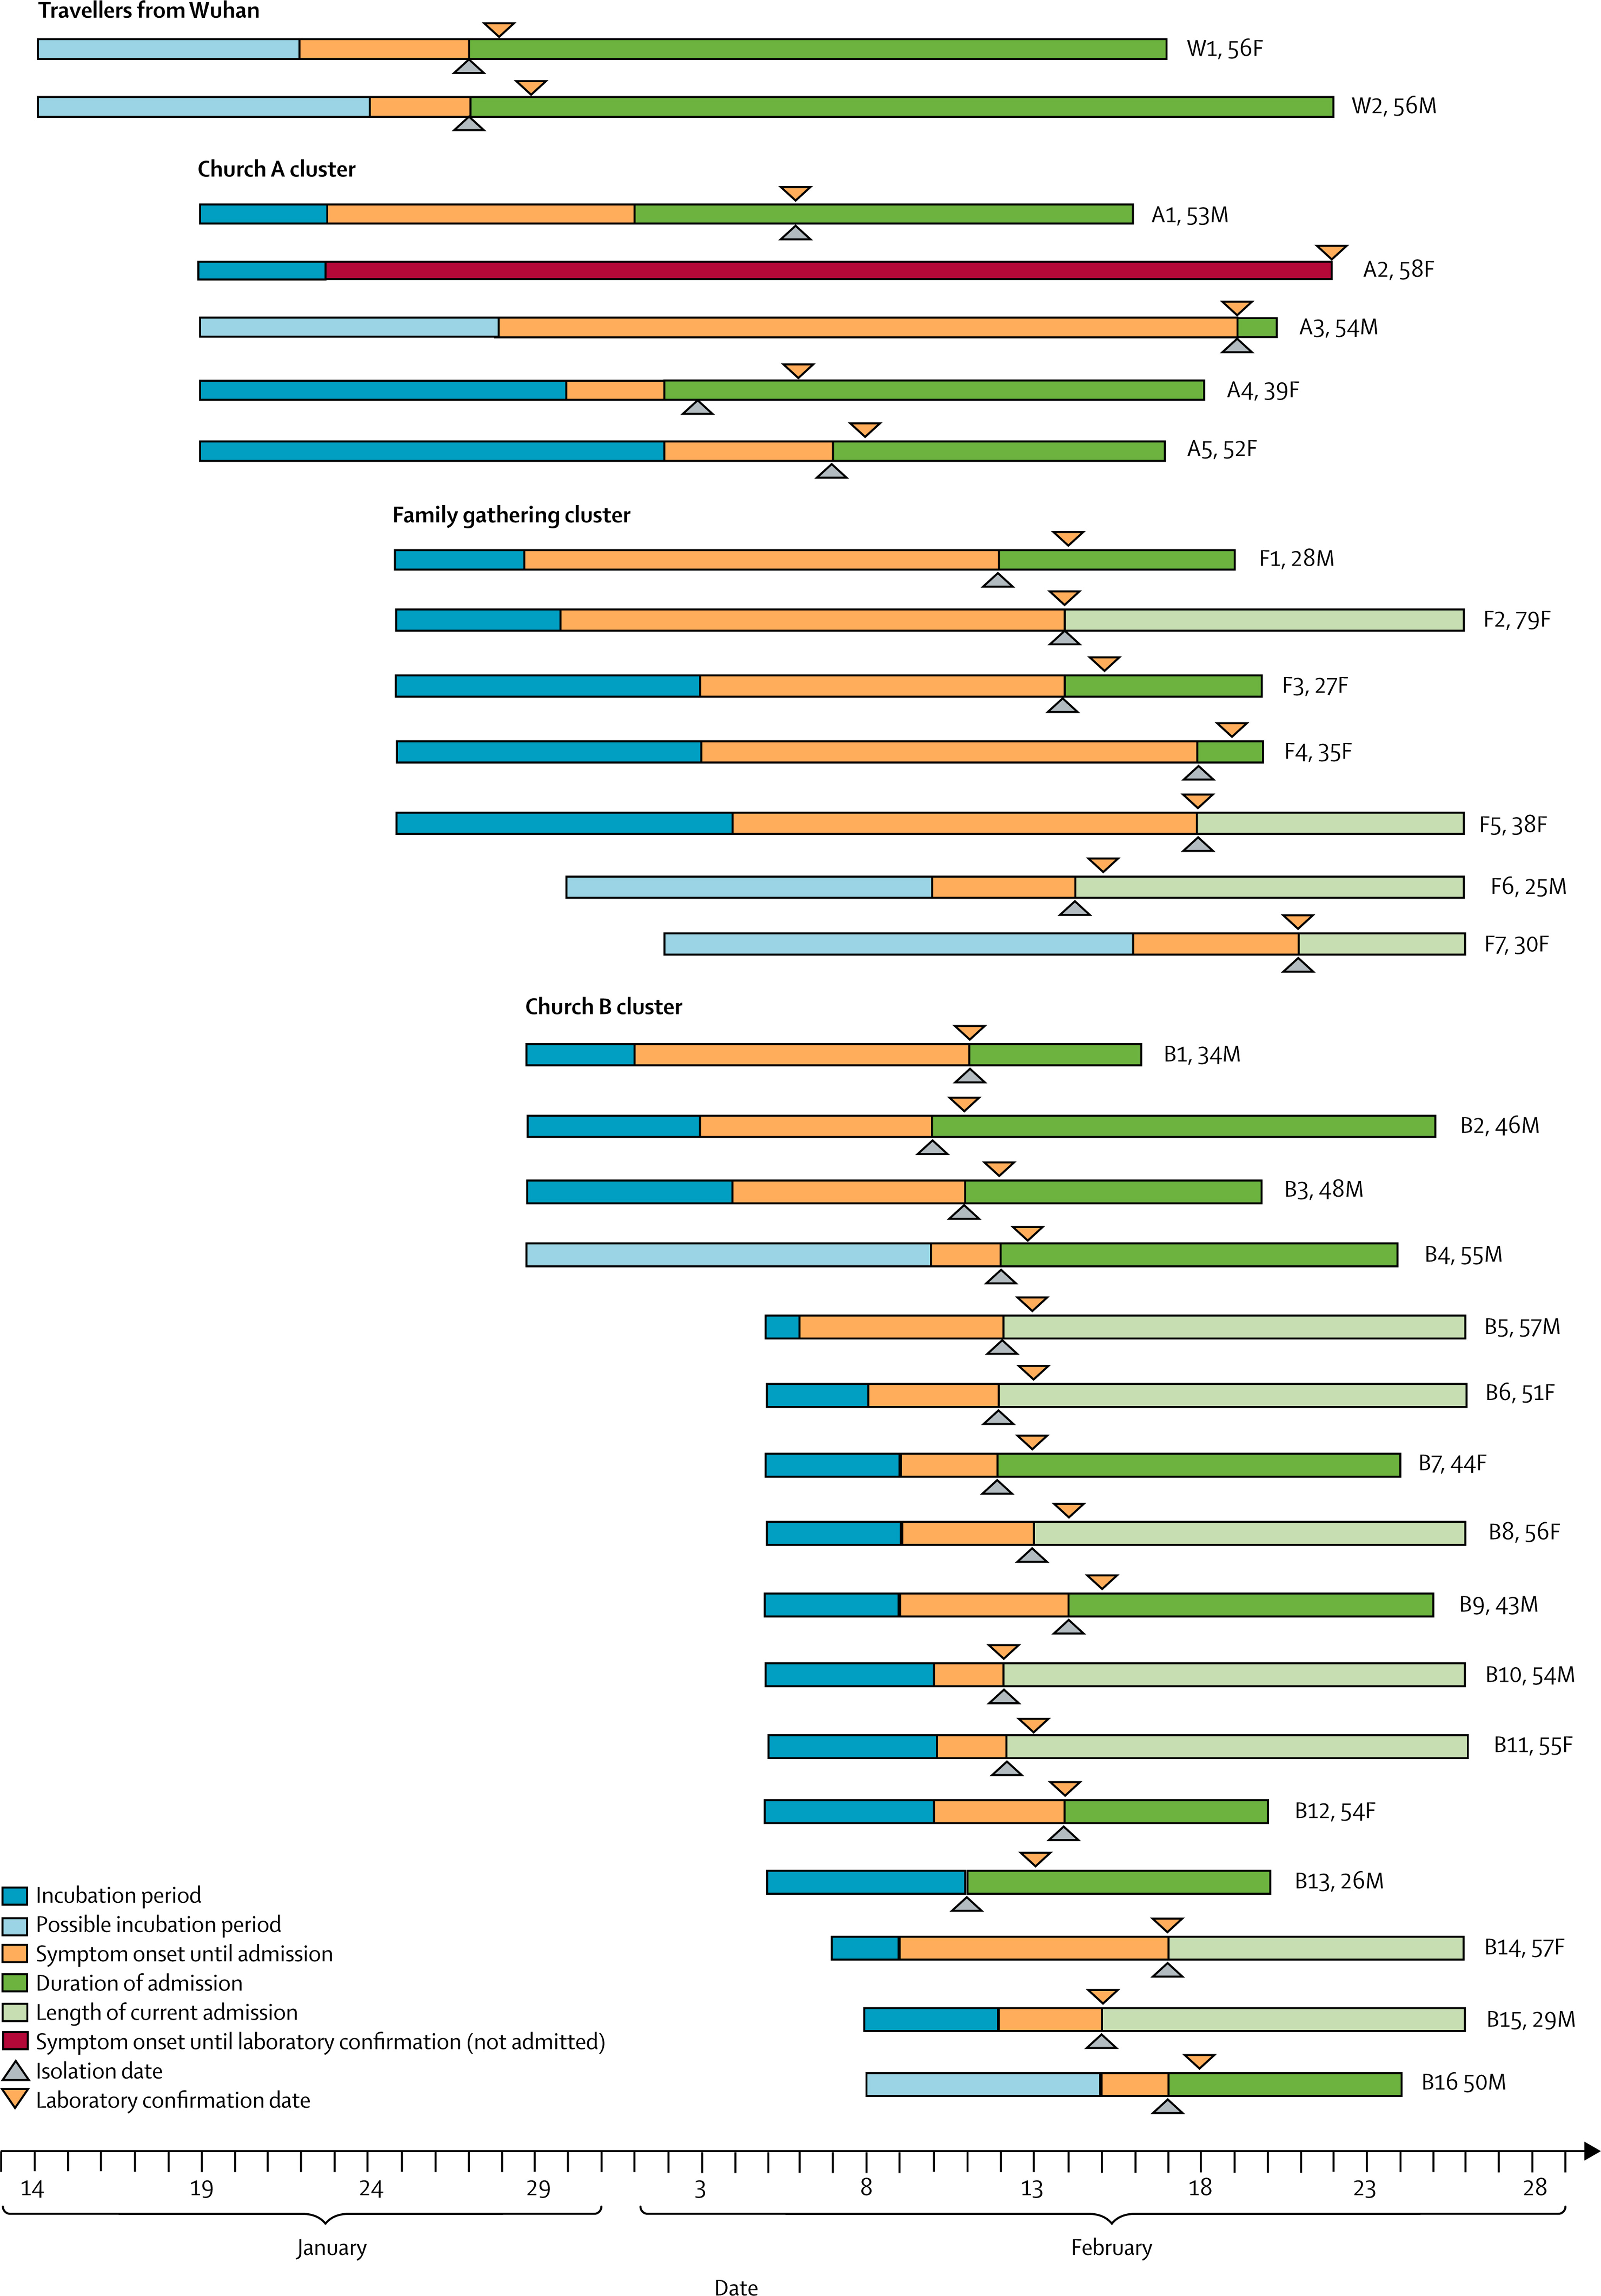 Travellers from Wuhan
W1, 56F
W2, 56M
Church A cluster
A1, 53M
A2, 58F
A3, 54M
A4, 39F
A5, 52F
Family gathering cluster
F1, 28M
F2, 79F
F3, 27F
F4, 35F
F5, 38F
F6, 25M
F7, 30F
Church B cluster
B1, 34M
B2, 46M
B3, 48M
B4, 55M
B5, 57M
B6, 51F
B7, 44F
B8, 56F
B9, 43M
B10, 54M
B11, 55F
B12, 54F
B13, 26M
B14, 57F
B15, 29M
B16 50M
Incubation period
Possible incubation period
Symptom onset until admission
Duration of admission
Length of current admission
Symptom onset until laboratory confirmation (not admitted)
Isolation date
Laboratory confirmation date
14 19 24 29 3 8 13 18 23 28
January February
Date